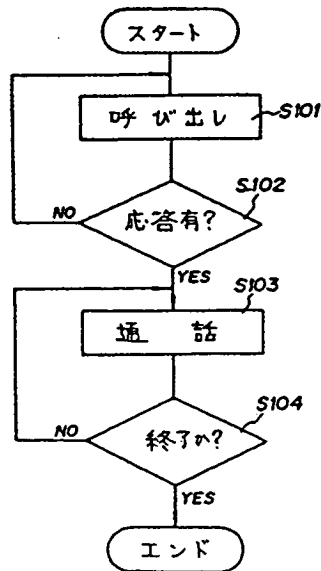 スタート
呼び出し
S101
S102
応答有?
NO
YES
S103
通話
S104
終了か?
NO
YES
エンド